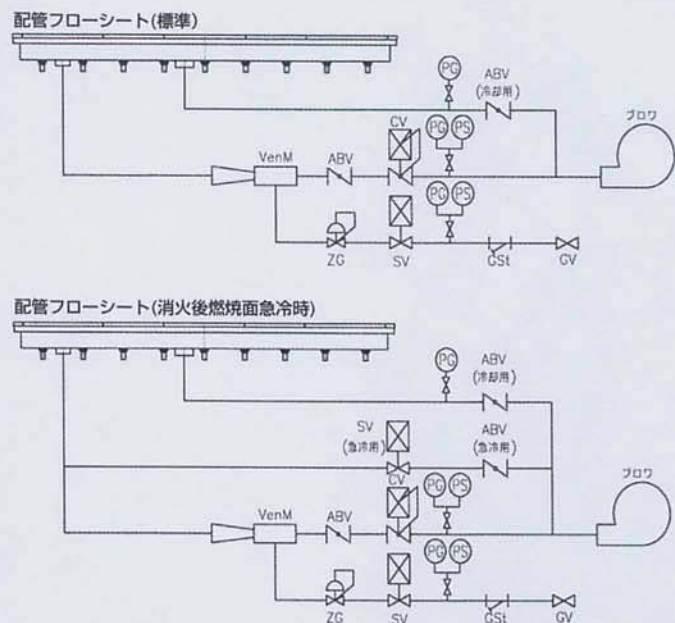 配管フローシート(標準)
PG
ABV
(冷却用)
ブロワ
CV
PG PS
VenM
ABV
PG PS
ZG
SV
GSt
GV
配管フローシート(消火後燃焼面急冷時)
PG
ABV
(冷却用)
SV
(急冷用)
ABV
(急冷用)
ブロワ
CV
PG PS
VenM
ABV
PG PS
ZG
SV
GSt
GV